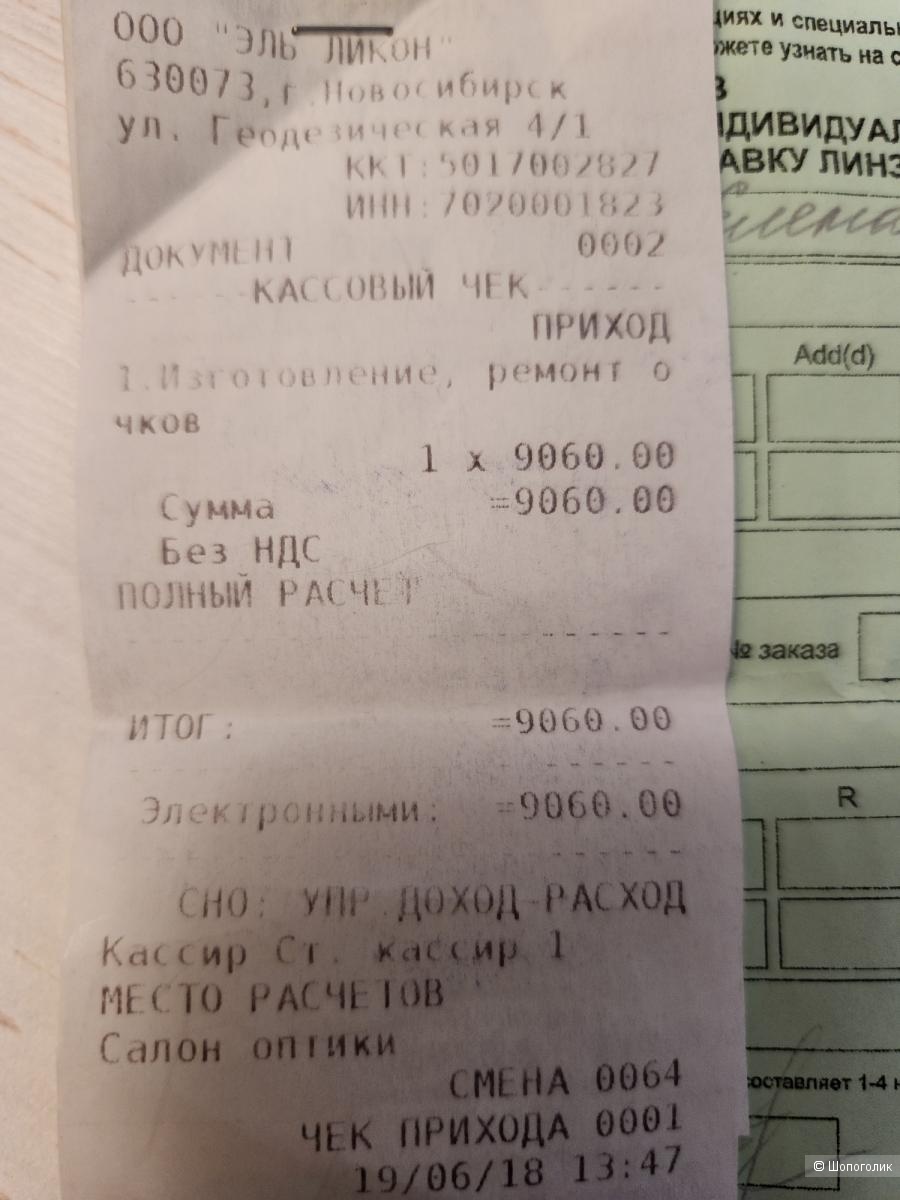 ООО "ЭЛЬ ЛИКОН"
630073,г.Новосибирск
ул. Геодезическая 4/1
ККТ:5017002827
ИНН:7020001823
ДОКУМЕНТ 0002
------КАССОВЫЙ ЧЕК------
ПРИХОД
1.Изготовление, ремонт о
чков
1 x 9060.00
Сумма =9060.00
Без НДС
ПОЛНЫЙ РАСЧЕТ
ИТОГ: =9060.00
Электронными: =9060.00
СНО: УПР ДОХОД-РАСХОД
Кассир Ст. кассир 1
МЕСТО РАСЧЕТОВ
Салон оптики
СМЕНА 0064
ЧЕК ПРИХОДА 0001
19/06/18 13:47
циях и специаль
ожете узнать на с
В
ДИВИДУАЛ
АВКУ ЛИНЗ
Add(d)
№ заказа
R
составляет 1-4 н
© Шопоголик